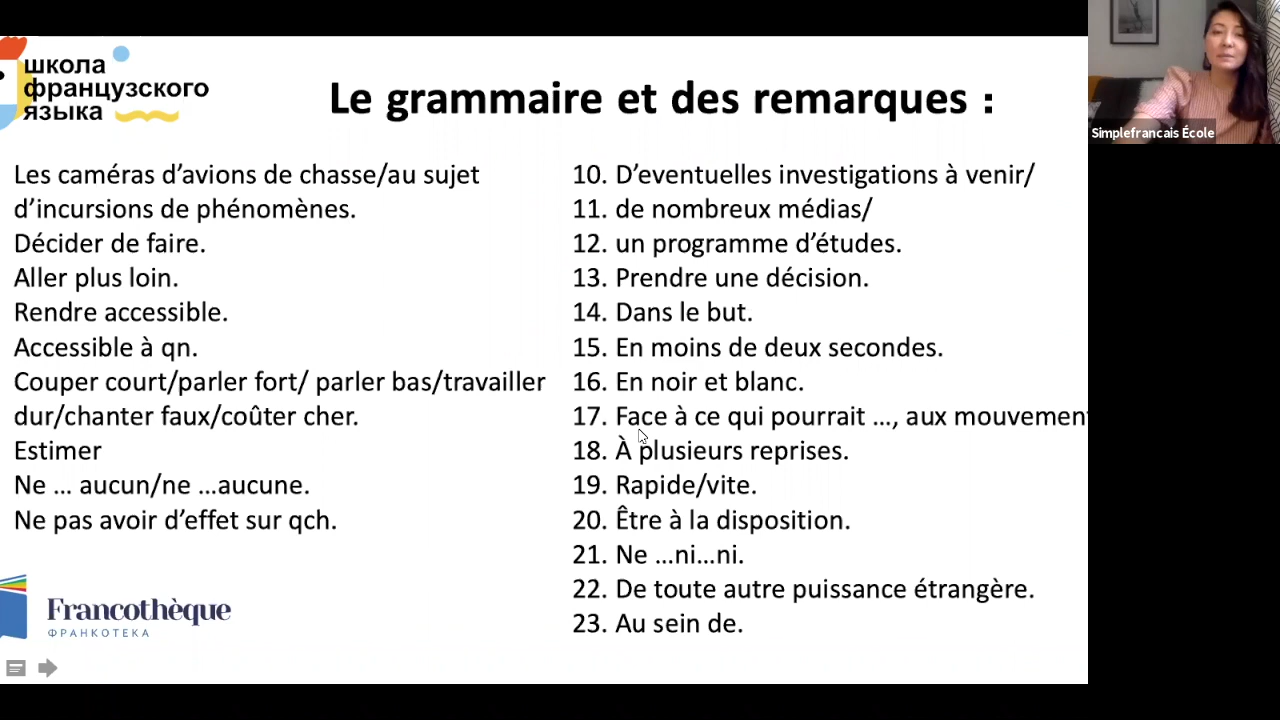 школа
французского
языка
Le grammaire et des remarques :
Les caméras d’avions de chasse/au sujet
d’incursions de phénomènes.
Décider de faire.
Aller plus loin.
Rendre accessible.
Accessible à qn.
Couper court/parler fort/ parler bas/travailler
dur/chanter faux/coûter cher.
Estimer
Ne … aucun/ne …aucune.
Ne pas avoir d’effet sur qch.
10. D’eventuelles investigations à venir/
11. de nombreux médias/
12. un programme d’études.
13. Prendre une décision.
14. Dans le but.
15. En moins de deux secondes.
16. En noir et blanc.
17. Face à ce qui pourrait …, aux mouvemen
18. À plusieurs reprises.
19. Rapide/vite.
20. Être à la disposition.
21. Ne …ni…ni.
22. De toute autre puissance étrangère.
23. Au sein de.
Francothèque
ФРАНКОТЕКА
Simplefrancais École